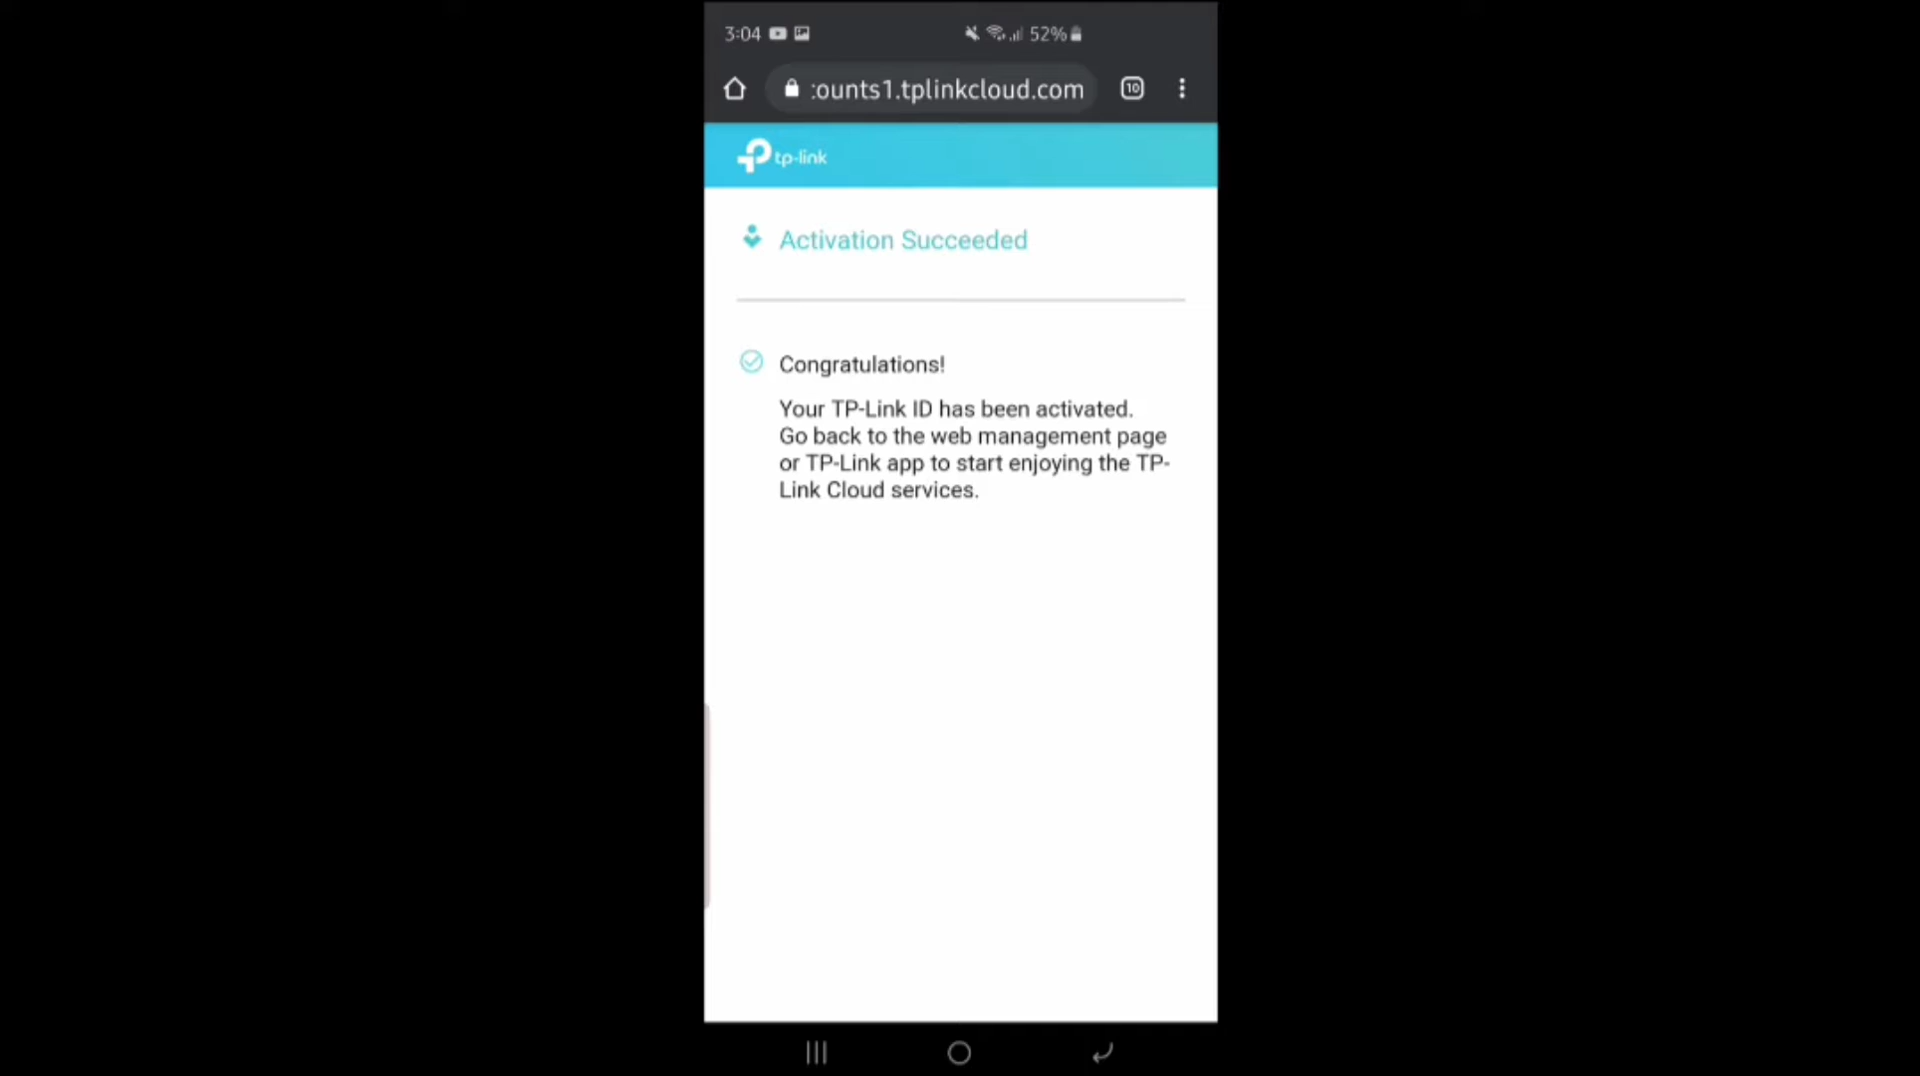 3:04 52%
:ounts1.tplinkcloud.com 10
tp-link
Activation Succeeded
Congratulations!
Your TP-Link ID has been activated.
Go back to the web management page
or TP-Link app to start enjoying the TP-
Link Cloud services.